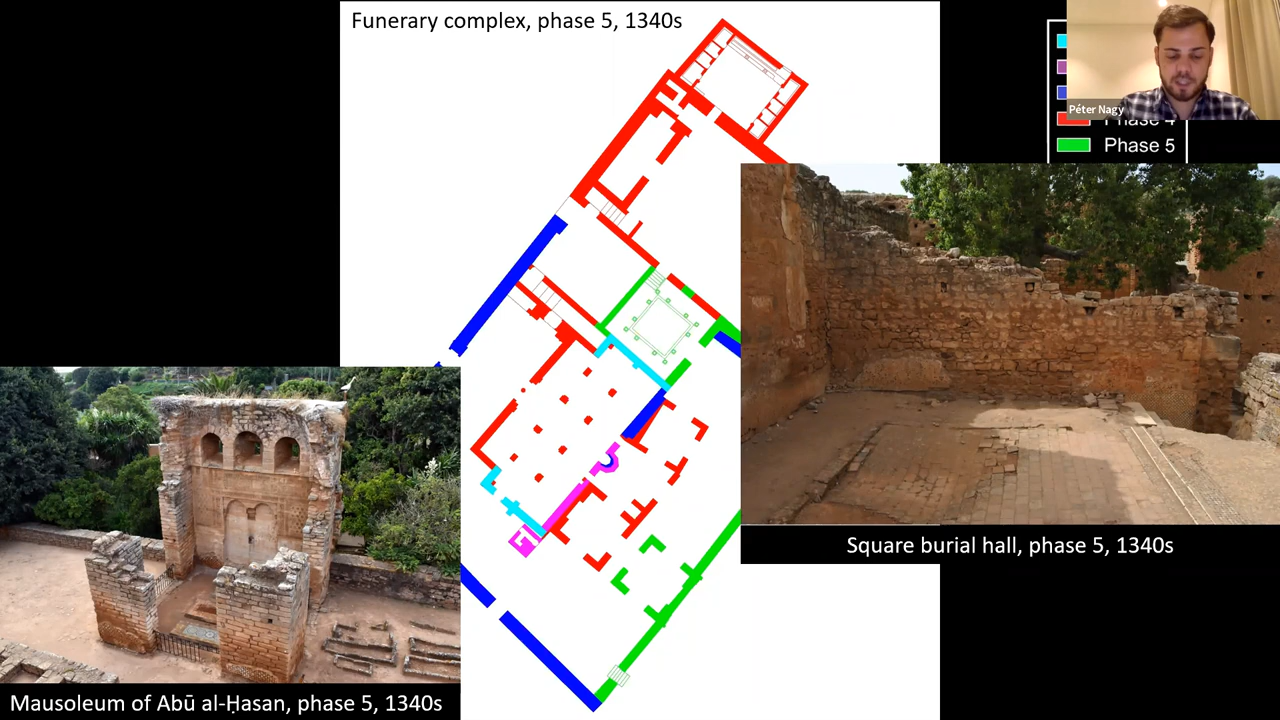 Funerary complex, phase 5, 1340s
Péter Nagy
Phase 4
Phase 5
Square burial hall, phase 5, 1340s
Mausoleum of Abū al-Ḥasan, phase 5, 1340s